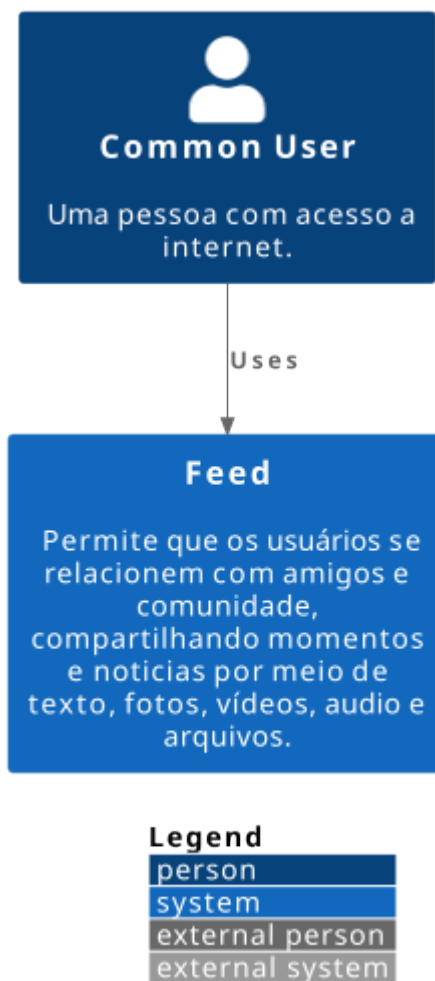 Common User
Uma pessoa com acesso a
internet.
Uses
Feed
Permite que os usuários se
relacionem com amigos e
comunidade,
compartilhando momentos
e noticias por meio de
texto, fotos, vídeos, audio e
arquivos.
Legend
person
system
external person
external system